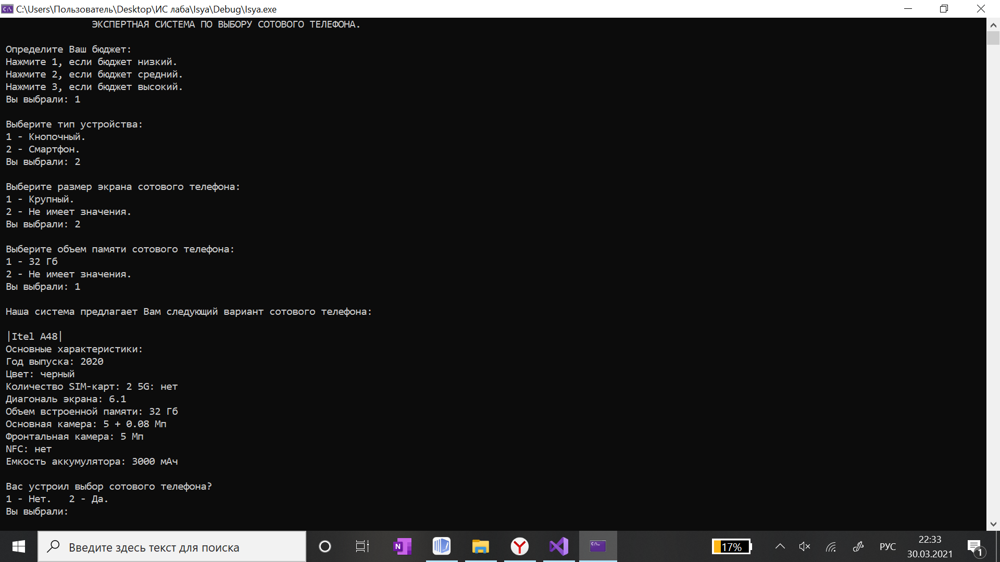 C:\Users\Пользователь\Desktop\ИС лаба\Isya\Debug\Isya.exe
ЭКСПЕРТНАЯ СИСТЕМА ПО ВЫБОРУ СОТОВОГО ТЕЛЕФОНА.
Определите Ваш бюджет:
Нажмите 1, если бюджет низкий.
Нажмите 2, если бюджет средний.
Нажмите 3, если бюджет высокий.
Вы выбрали: 1
Выберите тип устройства:
1 - Кнопочный.
2 - Смартфон.
Вы выбрали: 2
Выберите размер экрана сотового телефона:
1 - Крупный.
2 - Не имеет значения.
Вы выбрали: 2
Выберите объем памяти сотового телефона:
1 - 32 Гб
2 - Не имеет значения.
Вы выбрали: 1
Наша система предлагает Вам следующий вариант сотового телефона:
|Itel A48|
Основные характеристики:
Год выпуска: 2020
Цвет: черный
Количество SIM-карт: 2 5G: нет
Диагональ экрана: 6.1
Объем встроенной памяти: 32 Гб
Основная камера: 5 + 0.08 Мп
Фронтальная камера: 5 Мп
NFC: нет
Емкость аккумулятора: 3000 мАч
Вас устроил выбор сотового телефона?
1 - Нет.   2 - Да.
Вы выбрали:
Введите здесь текст для поиска
17%
РУС
22:33
30.03.2021
1